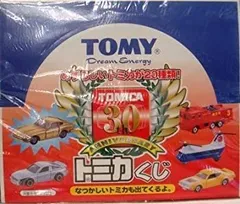 TOMY
Dream Energy
なつかしいトミカが20種類!
TOMICA
30
トミカくじ
なつかしいトミカも出てくるよ。